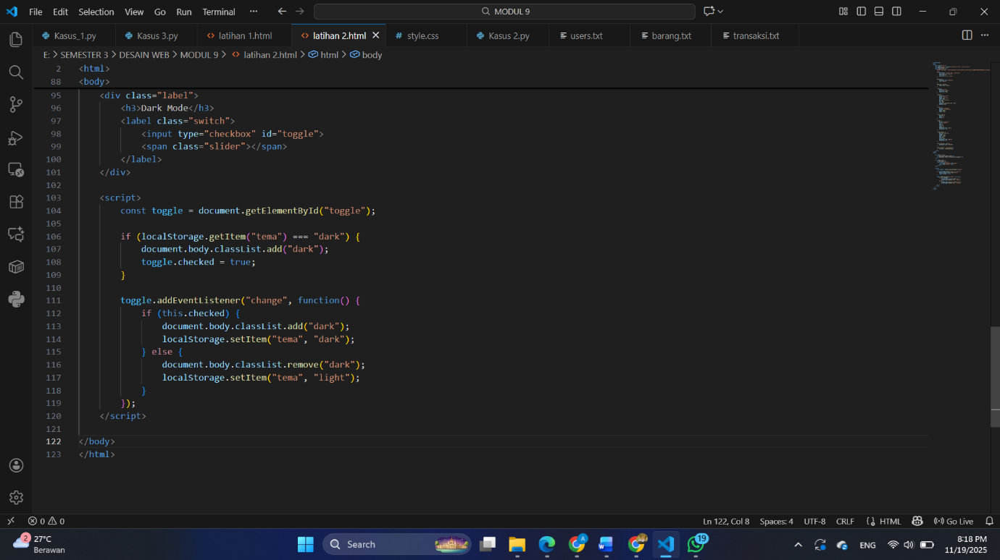 File Edit Selection View Go Run Terminal ··· MODUL 9
Kasus_1.py Kasus 3.py latihan 1.html latihan 2.html style.css Kasus 2.py users.txt barang.txt transaksi.txt
E: > SEMESTER 3 > DESAIN WEB > MODUL 9 > latihan 2.html > html > body
2 <html>
88 <body>
95 <div class="label">
96 <h3>Dark Mode</h3>
97 <label class="switch">
98 <input type="checkbox" id="toggle">
99 <span class="slider"></span>
100 </label>
101 </div>
102
103 <script>
104 const toggle = document.getElementById("toggle");
105
106 if (localStorage.getItem("tema") === "dark") {
107 document.body.classList.add("dark");
108 toggle.checked = true;
109 }
110
111 toggle.addEventListener("change", function() {
112 if (this.checked) {
113 document.body.classList.add("dark");
114 localStorage.setItem("tema", "dark");
115 } else {
116 document.body.classList.remove("dark");
117 localStorage.setItem("tema", "light");
118 }
119 });
120 </script>
121
122 </body>
123 </html>
0 0 Ln 122, Col 8 Spaces: 4 UTF-8 CRLF {} HTML Go Live
2 27°C Search 19 ENG 8:18 PM
Berawan 11/19/2025